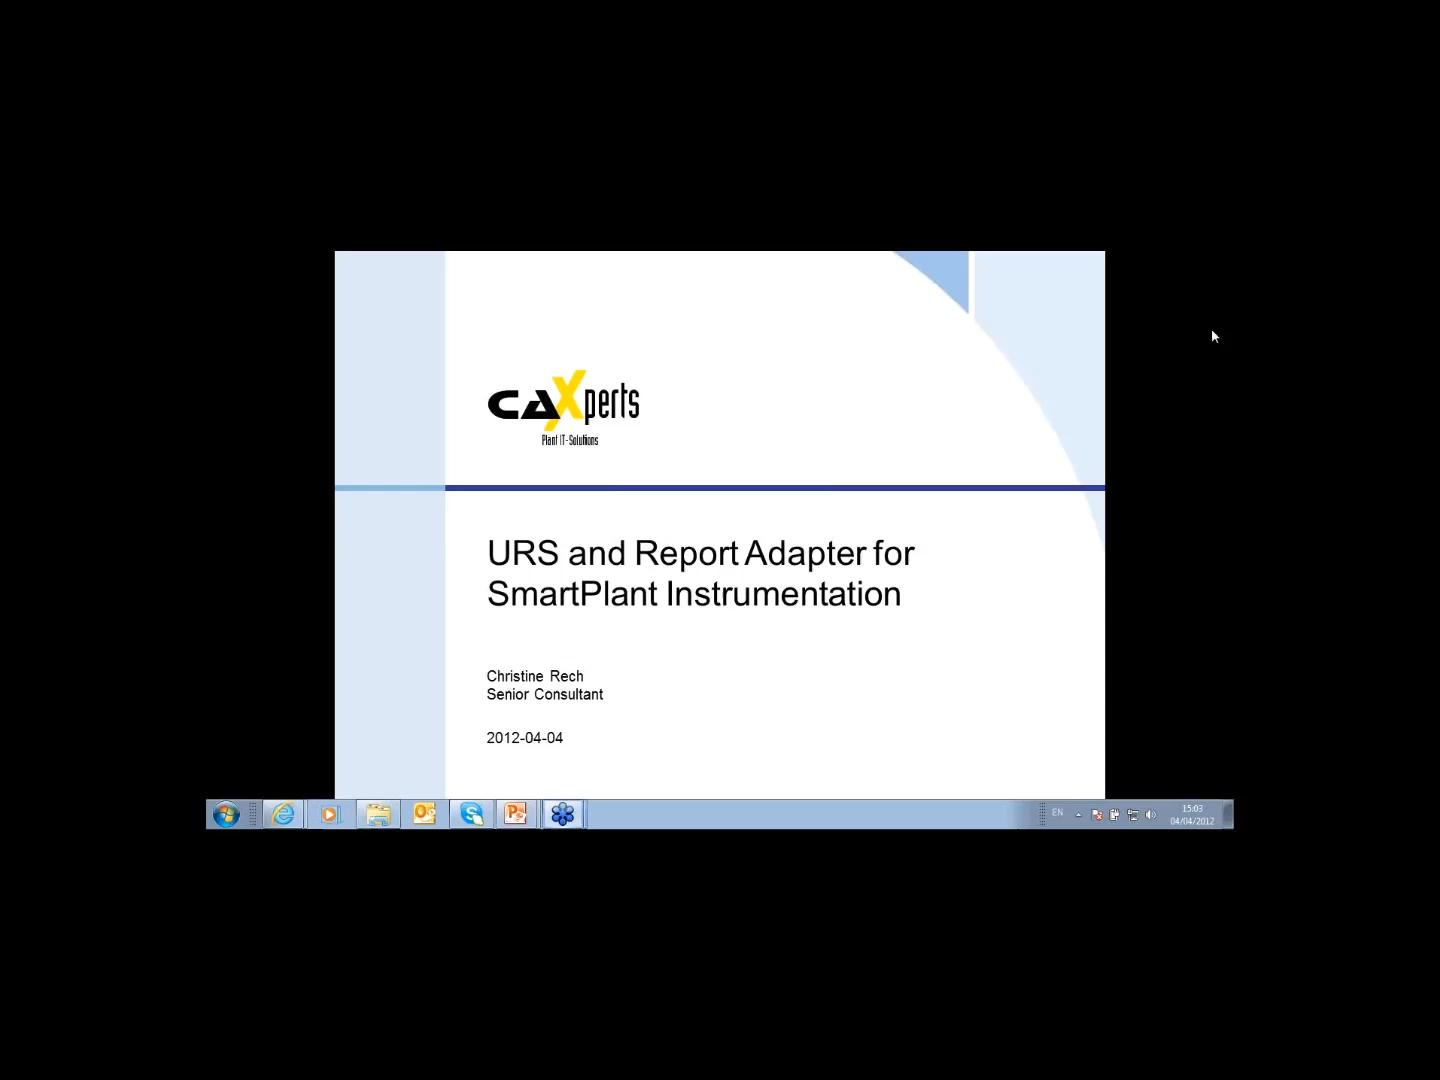 CAXperts
Plant IT-Solutions
URS and Report Adapter for
SmartPlant Instrumentation
Christine Rech
Senior Consultant
2012-04-04
EN
15:03
04/04/2012